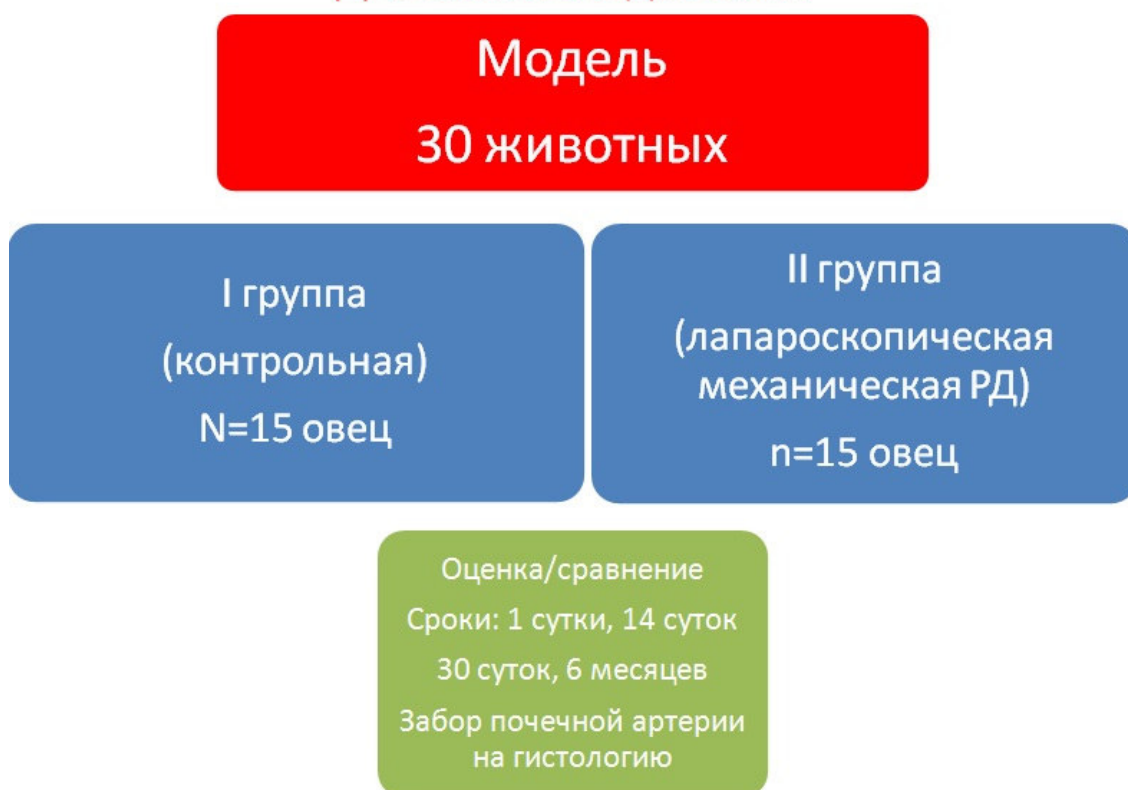 Модель
30 животных
I группа
(контрольная)
N=15 овец
II группа
(лапароскопическая
механическая РД)
n=15 овец
Оценка/сравнение
Сроки: 1 сутки, 14 суток
30 суток, 6 месяцев
Забор почечной артерии
на гистологию